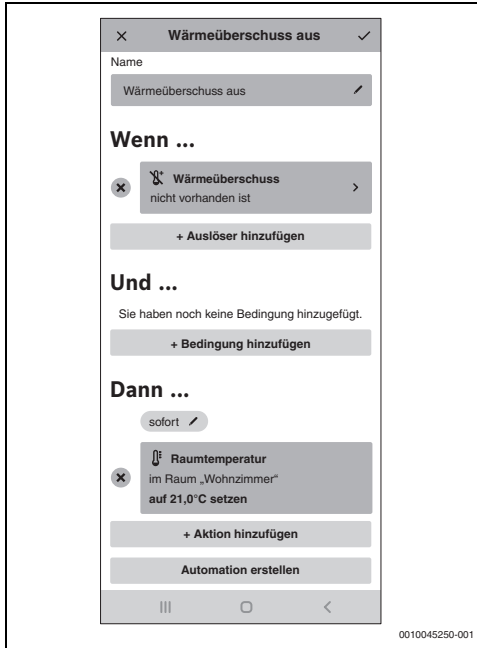 Wärmeüberschuss aus
Name
Wärmeüberschuss aus
Wenn ...
Wärmeüberschuss
nicht vorhanden ist
+ Auslöser hinzufügen
Und ...
Sie haben noch keine Bedingung hinzugefügt.
+ Bedingung hinzufügen
Dann ...
sofort
Raumtemperatur
im Raum „Wohnzimmer“
auf 21,0°C setzen
+ Aktion hinzufügen
Automation erstellen
0010045250-001